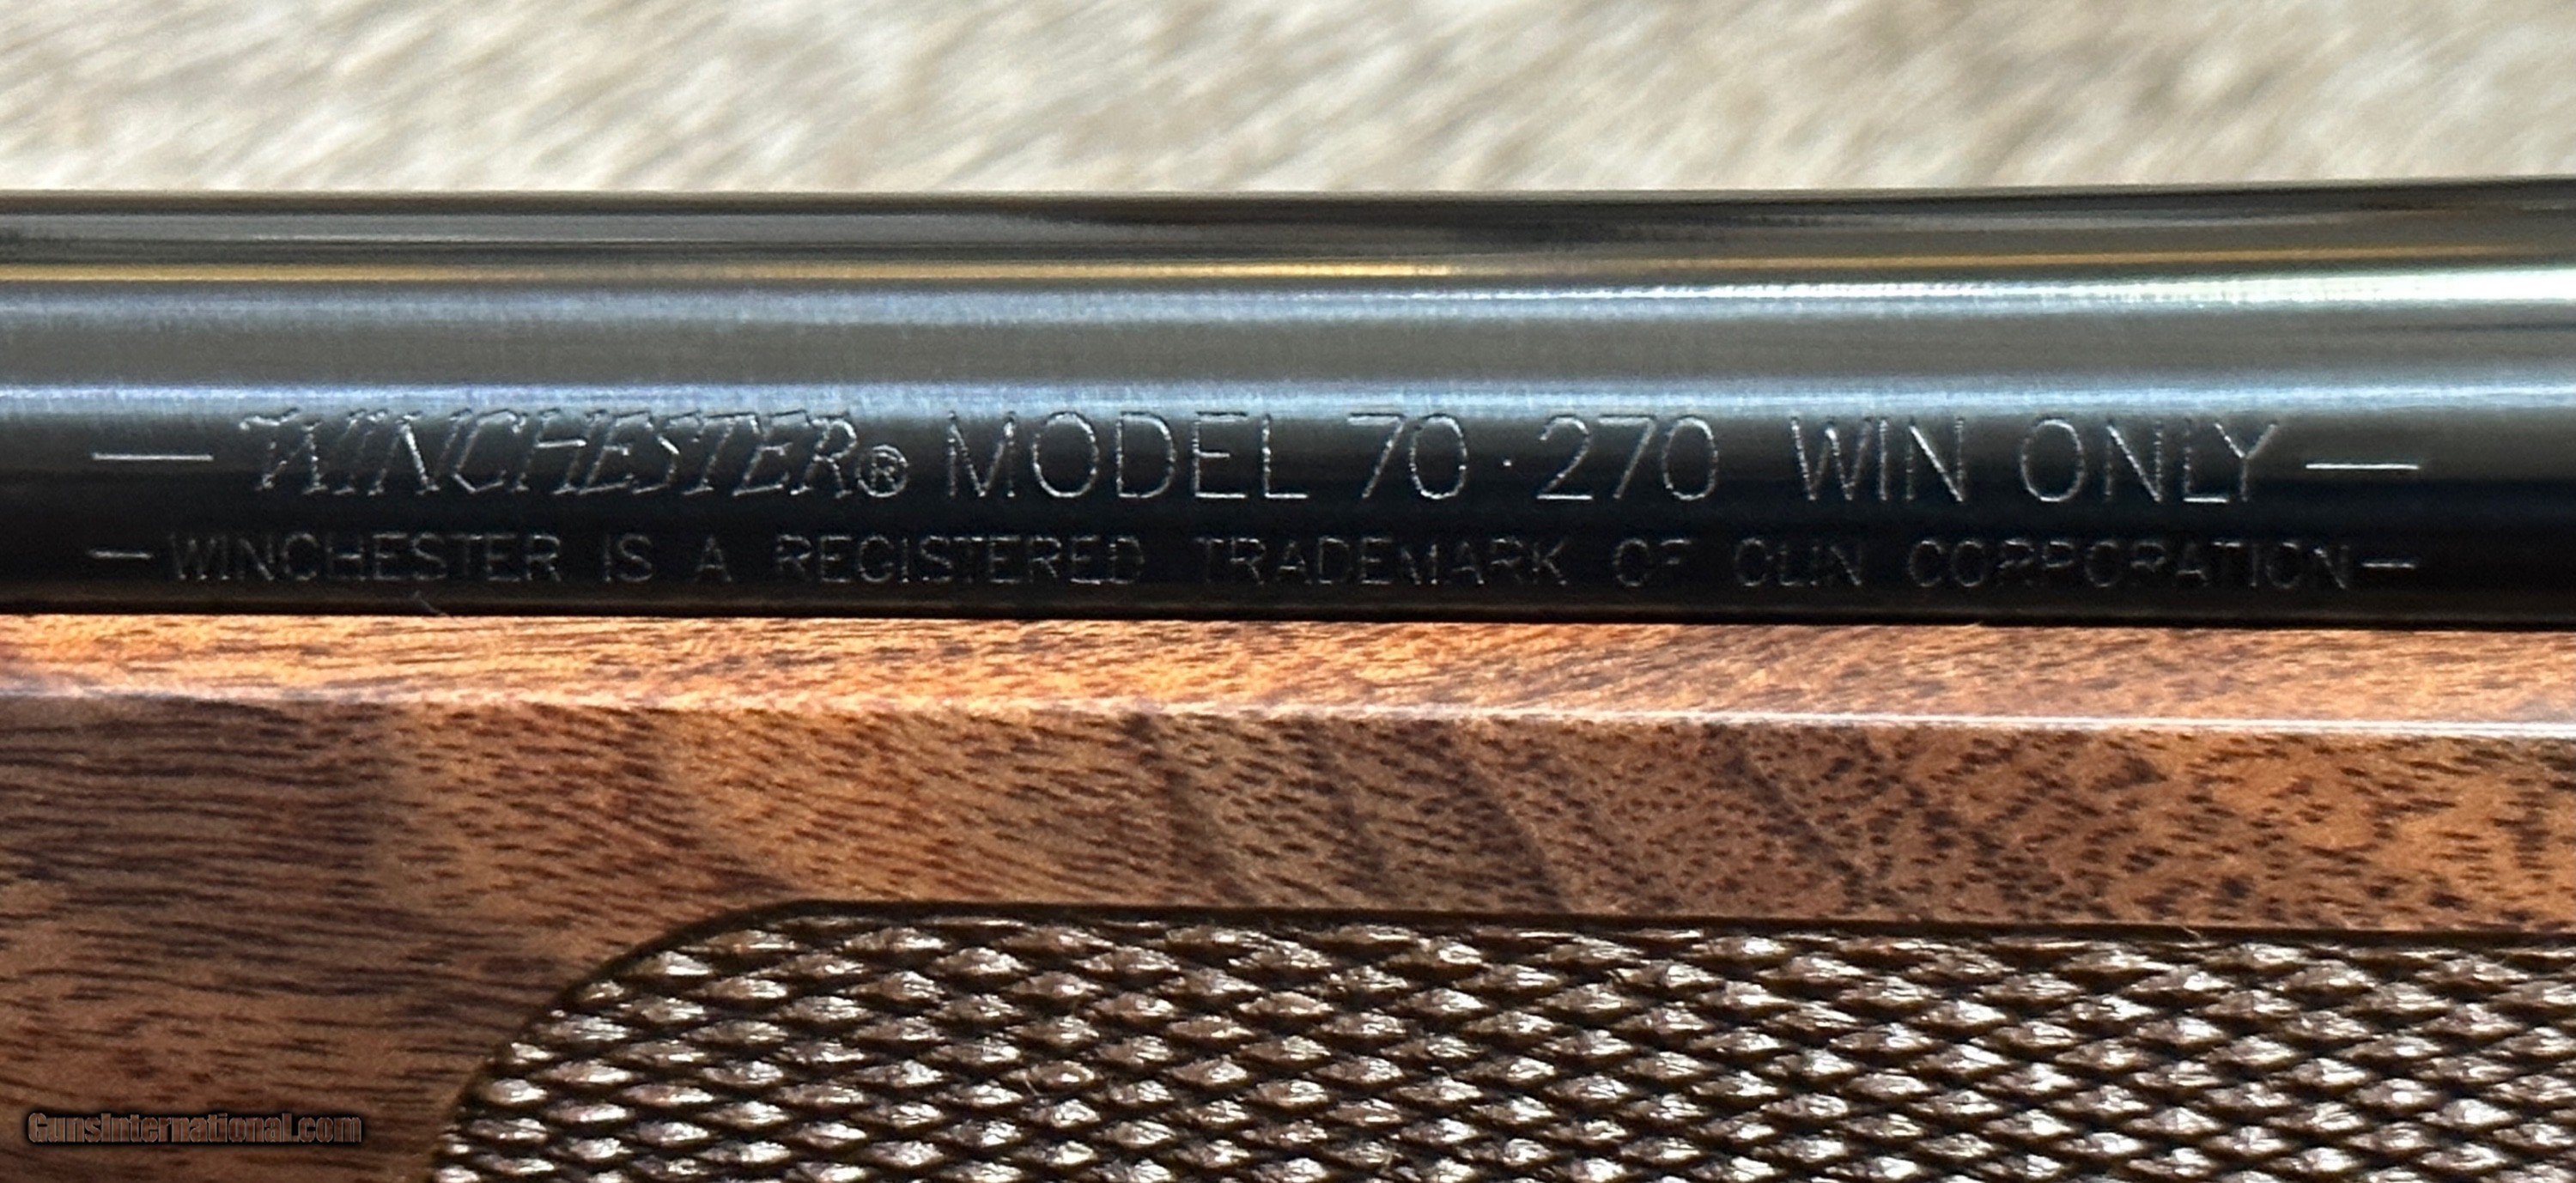 — WINCHESTER® MODEL 70 · 270 WIN ONLY —
— WINCHESTER IS A REGISTERED TRADEMARK OF OLIN CORPORATION —
GunsInternational.com